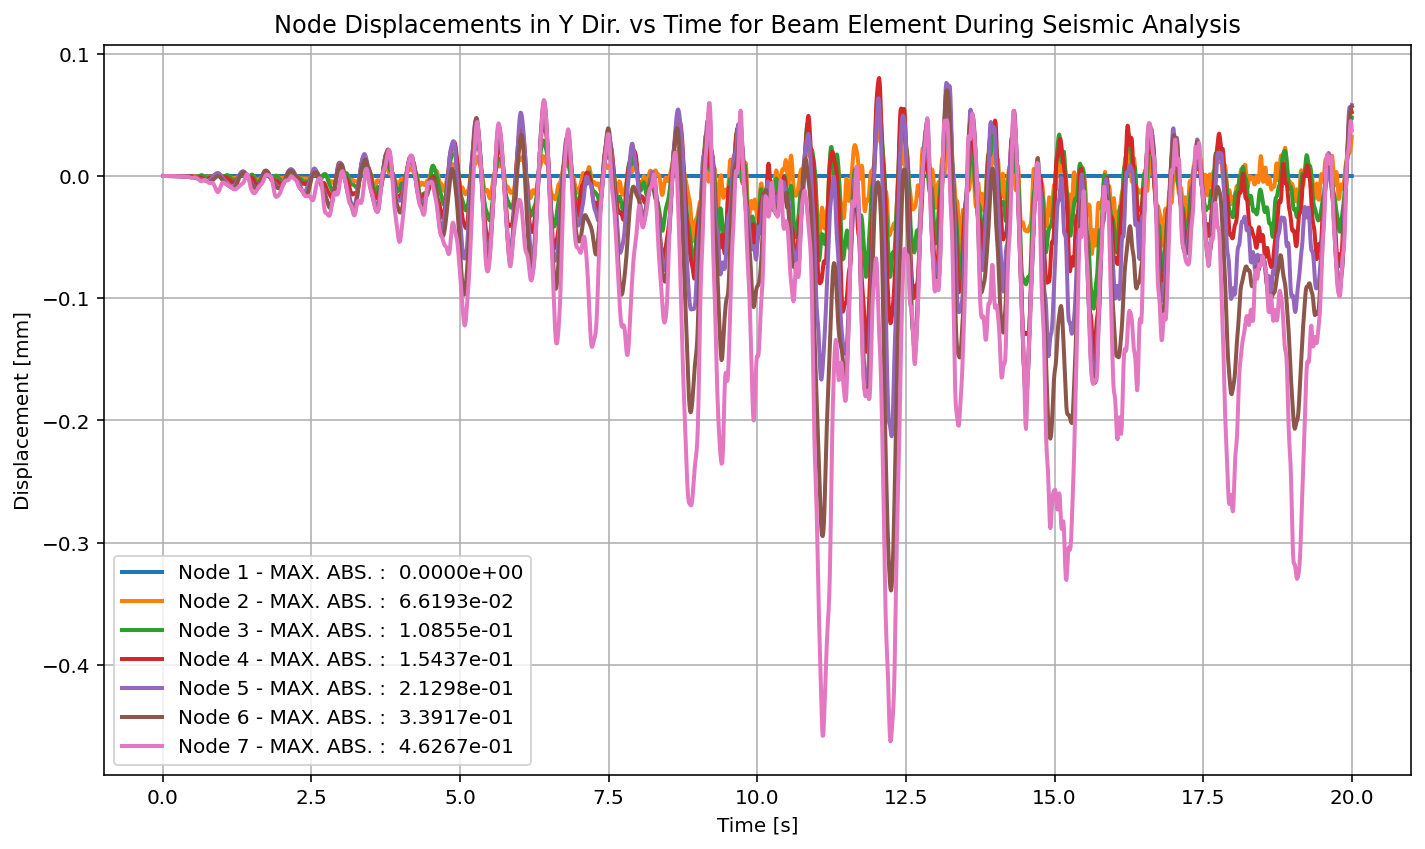 Node Displacements in Y Dir. vs Time for Beam Element During Seismic Analysis
0.1
0.0
−0.1
−0.2
−0.3
−0.4
Displacement [mm]
Node 1 - MAX. ABS. :  0.0000e+00
Node 2 - MAX. ABS. :  6.6193e-02
Node 3 - MAX. ABS. :  1.0855e-01
Node 4 - MAX. ABS. :  1.5437e-01
Node 5 - MAX. ABS. :  2.1298e-01
Node 6 - MAX. ABS. :  3.3917e-01
Node 7 - MAX. ABS. :  4.6267e-01
0.0 2.5 5.0 7.5 10.0 12.5 15.0 17.5 20.0
Time [s]